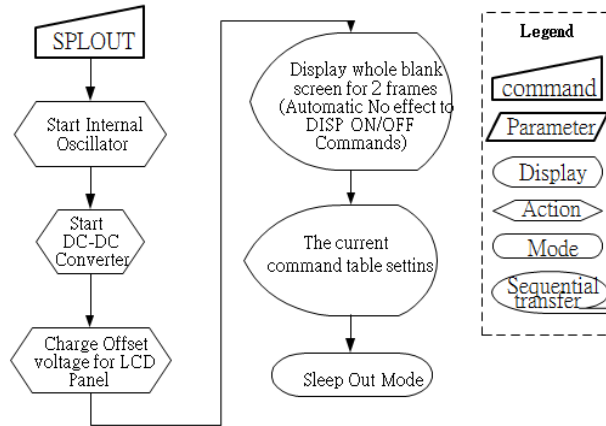 SPLOUT
Start Internal
Oscillator
Start
DC-DC
Converter
Charge Offset
voltage for LCD
Panel
Display whole blank
screen for 2 frames
(Automatic No effect to
DISP ON/OFF
Commands)
The current
command table settins
Sleep Out Mode
Legend
command
Parameter
Display
Action
Mode
Sequential
transfer